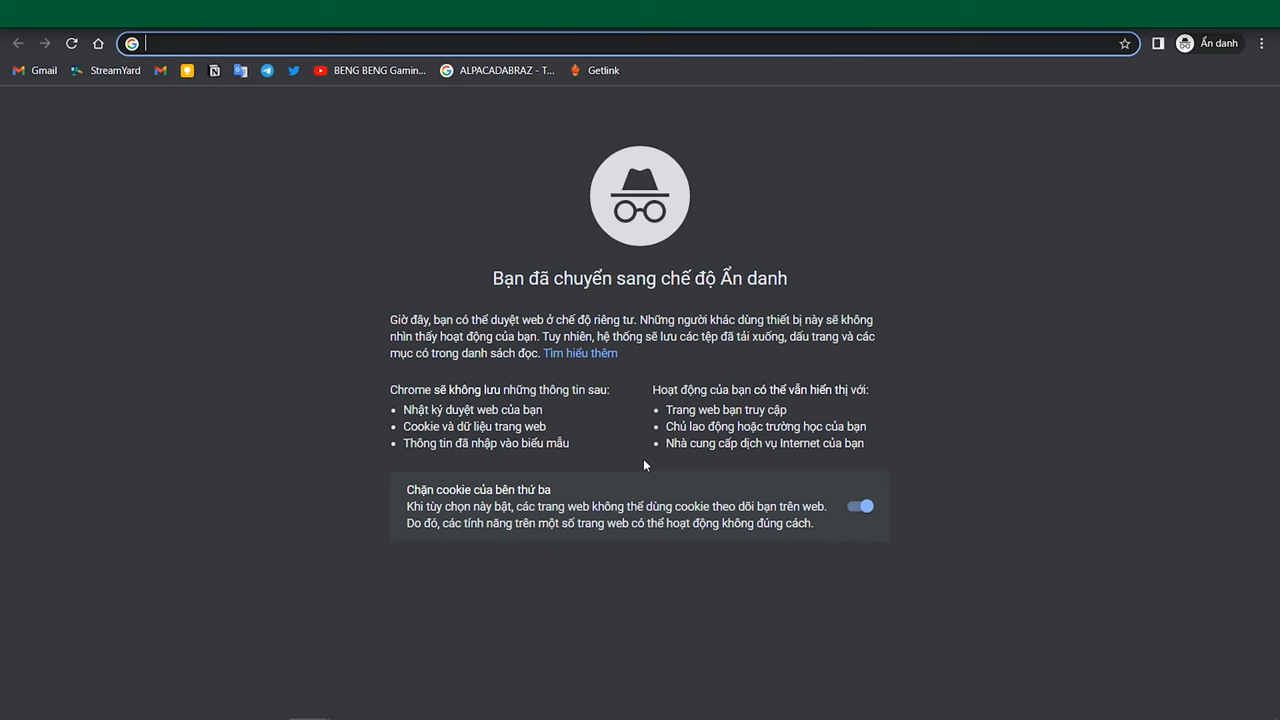 Ẩn danh
Gmail StreamYard BENG BENG Gamin... ALPACADABRAZ - T... Getlink
Bạn đã chuyển sang chế độ Ẩn danh
Giờ đây, bạn có thể duyệt web ở chế độ riêng tư. Những người khác dùng thiết bị này sẽ không
nhìn thấy hoạt động của bạn. Tuy nhiên, hệ thống sẽ lưu các tệp đã tải xuống, dấu trang và các
mục có trong danh sách đọc. Tìm hiểu thêm
Chrome sẽ không lưu những thông tin sau:
Nhật ký duyệt web của bạn
Cookie và dữ liệu trang web
Thông tin đã nhập vào biểu mẫu
Hoạt động của bạn có thể vẫn hiển thị với:
Trang web bạn truy cập
Chủ lao động hoặc trường học của bạn
Nhà cung cấp dịch vụ Internet của bạn
Chặn cookie của bên thứ ba
Khi tùy chọn này bật, các trang web không thể dùng cookie theo dõi bạn trên web.
Do đó, các tính năng trên một số trang web có thể hoạt động không đúng cách.